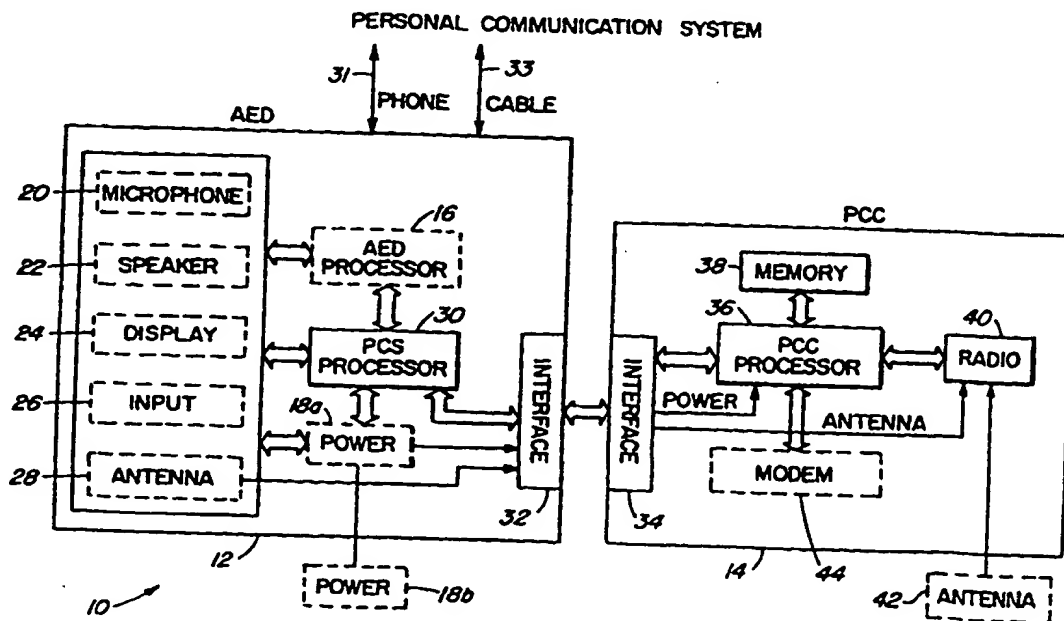 PERSONAL COMMUNICATION SYSTEM
31
33
PHONE
CABLE
AED
20
MICROPHONE
22
SPEAKER
24
DISPLAY
26
INPUT
28
ANTENNA
16
AED
PROCESSOR
30
PCS
PROCESSOR
18a
POWER
INTERFACE
32
12
POWER
18b
10
PCC
38
MEMORY
36
PCC
PROCESSOR
40
RADIO
INTERFACE
34
POWER
ANTENNA
MODEM
14
44
42
ANTENNA